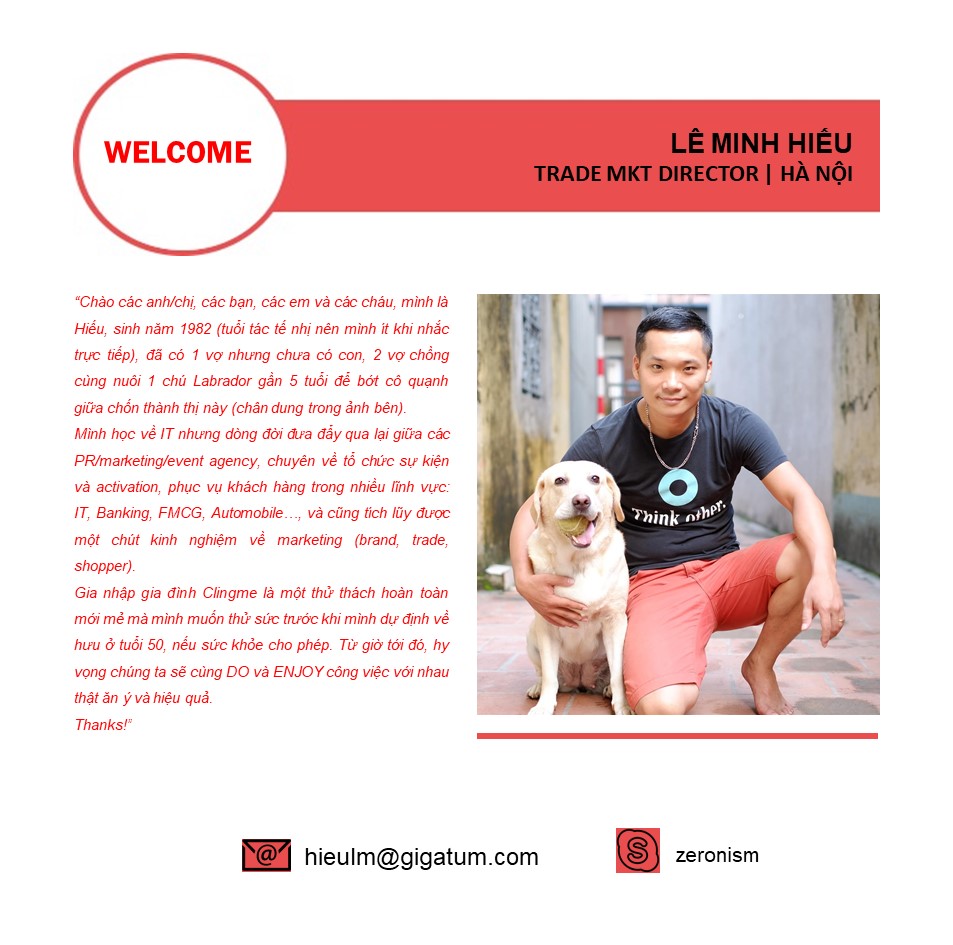 WELCOME
LÊ MINH HIẾU
TRADE MKT DIRECTOR | HÀ NỘI
“Chào các anh/chị, các bạn, các em và các cháu, mình là
Hiếu, sinh năm 1982 (tuổi tác tế nhị nên mình ít khi nhắc
trực tiếp), đã có 1 vợ nhưng chưa có con, 2 vợ chồng
cùng nuôi 1 chú Labrador gần 5 tuổi để bớt cô quạnh
giữa chốn thành thị này (chân dung trong ảnh bên).
Mình học về IT nhưng dòng đời đưa đẩy qua lại giữa các
PR/marketing/event agency, chuyên về tổ chức sự kiện
và activation, phục vụ khách hàng trong nhiều lĩnh vực:
IT, Banking, FMCG, Automobile…, và cũng tích lũy được
một chút kinh nghiệm về marketing (brand, trade,
shopper).
Gia nhập gia đình Clingme là một thử thách hoàn toàn
mới mẻ mà mình muốn thử sức trước khi mình dự định về
hưu ở tuổi 50, nếu sức khỏe cho phép. Từ giờ tới đó, hy
vọng chúng ta sẽ cùng DO và ENJOY công việc với nhau
thật ăn ý và hiệu quả.
Thanks!”
Think other.
hieulm@gigatum.com
zeronism